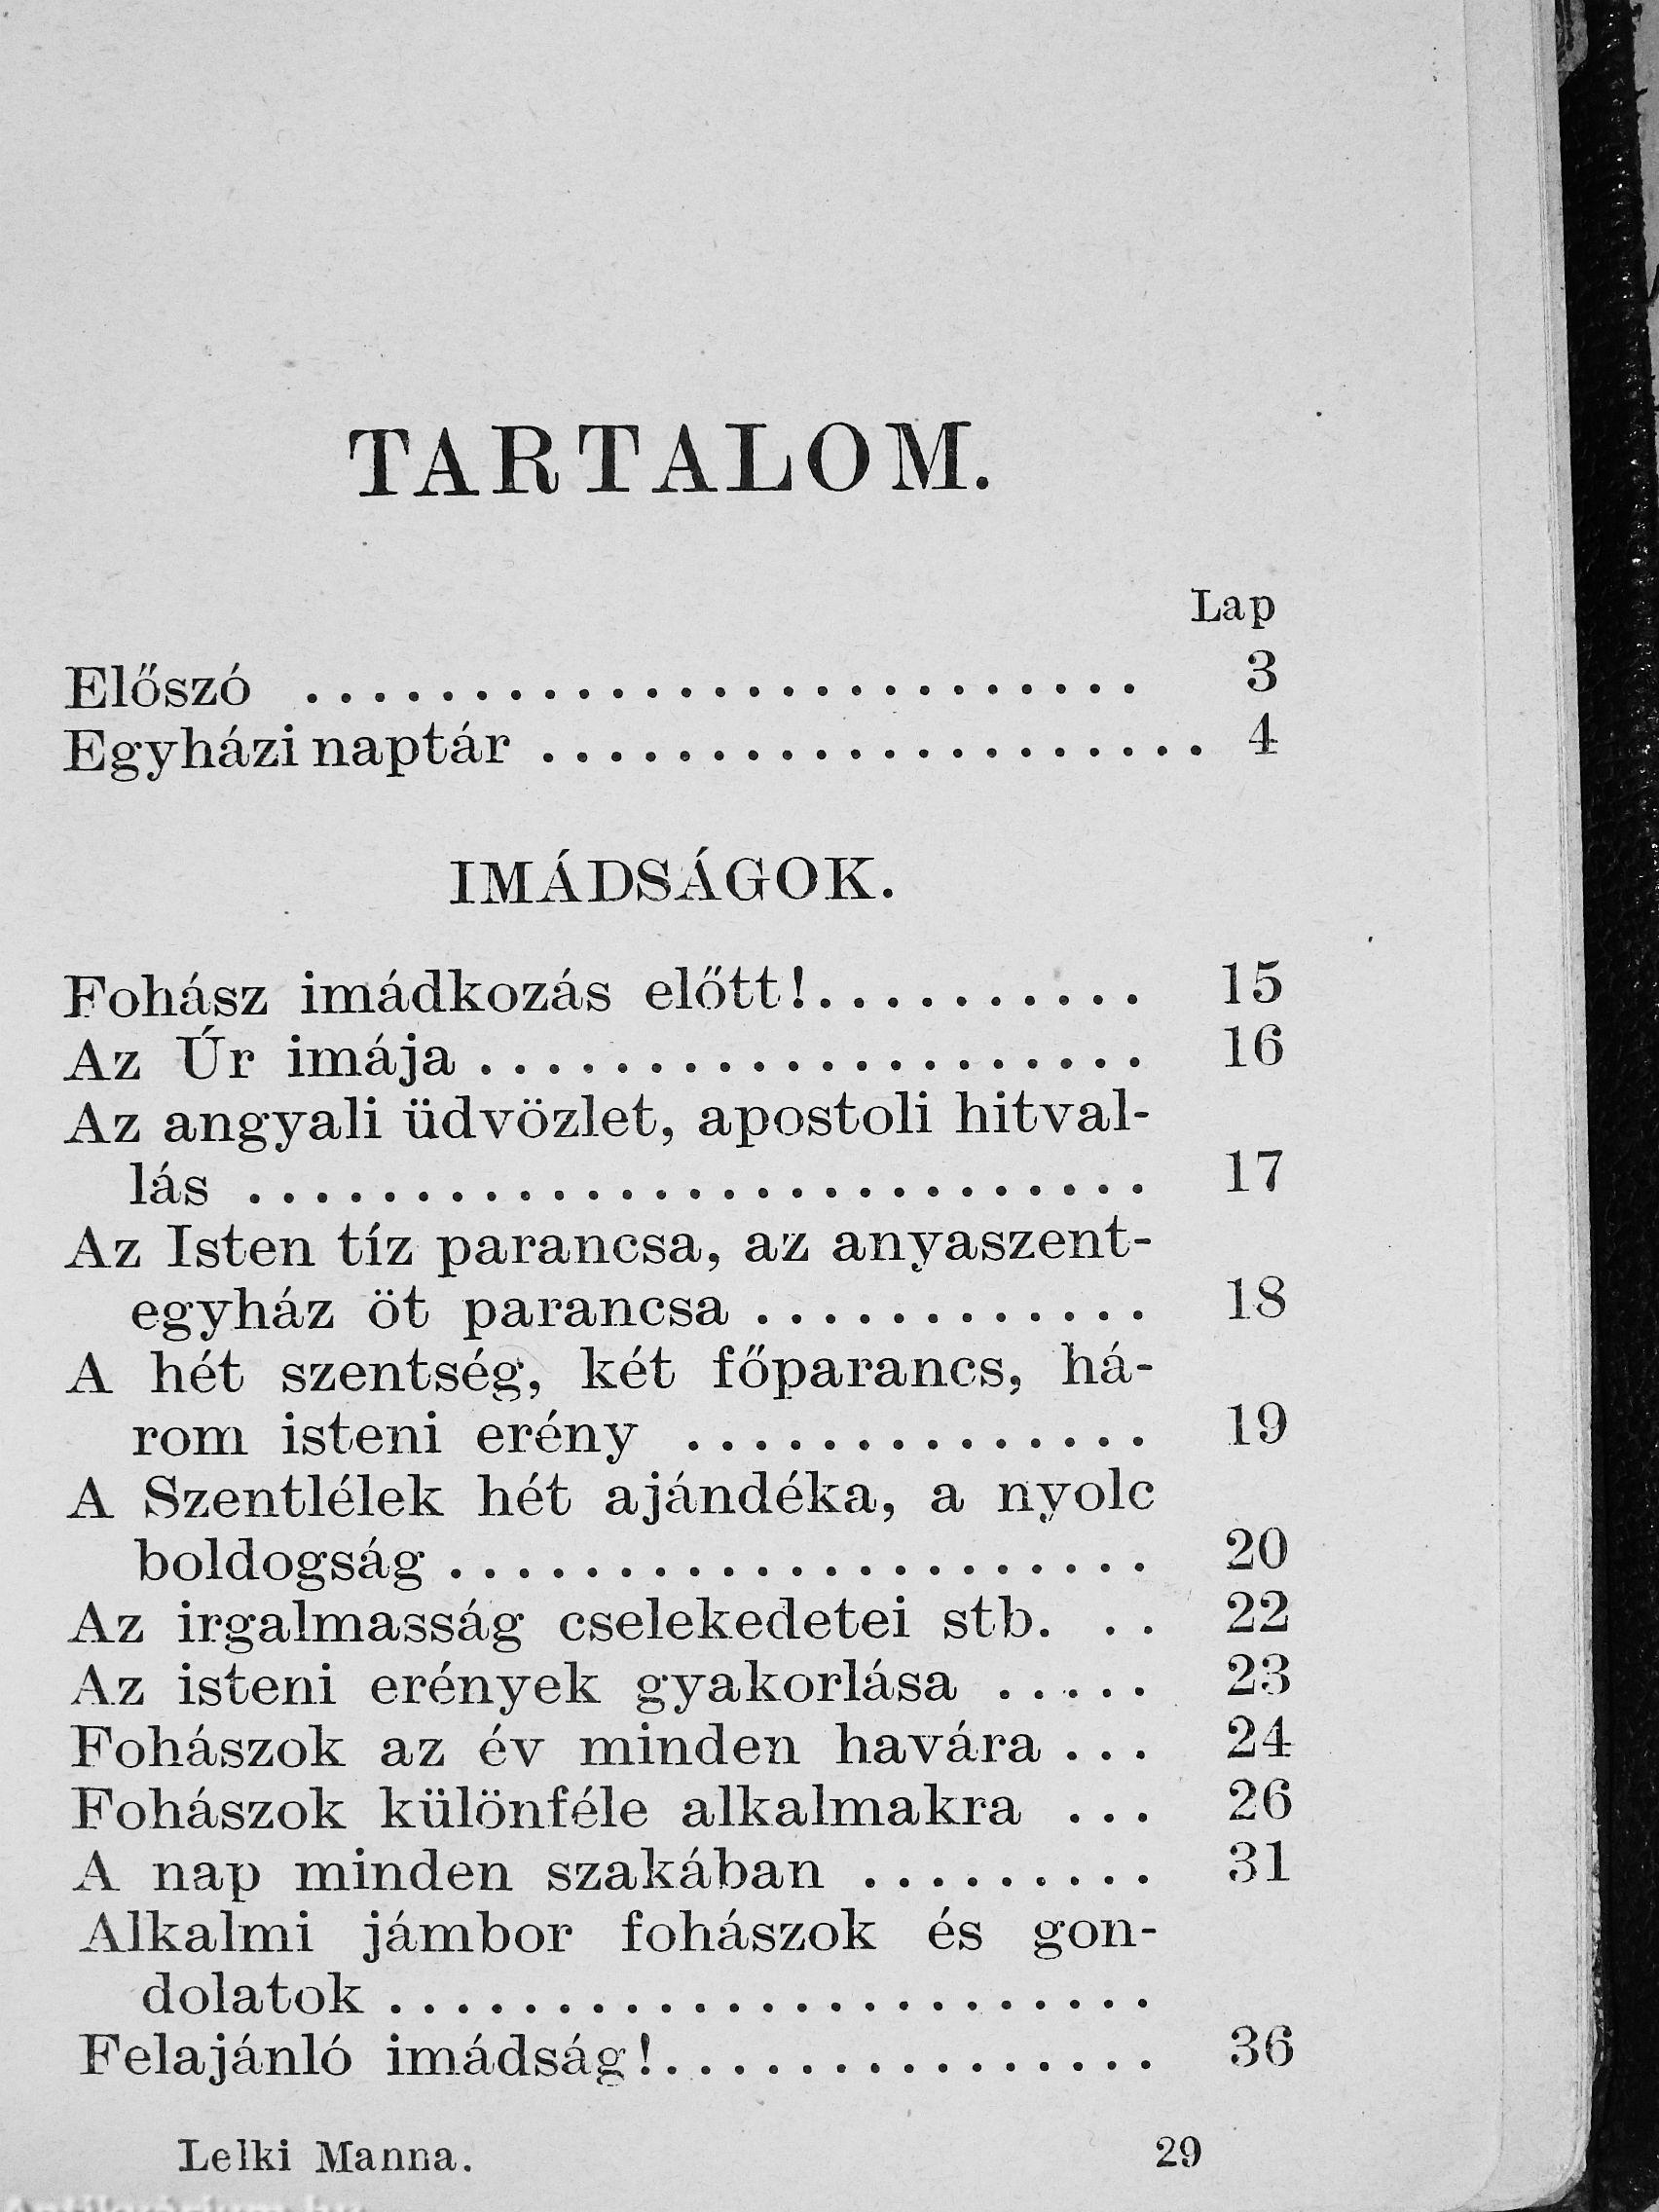 TARTALOM.
Lap
Előszó .......................... 3
Egyházi naptár .................... 4
IMÁDSÁGOK.
Fohász imádkozás előtt!.......... 15
Az Úr imája .................... 16
Az angyali üdvözlet, apostoli hitval-
lás ........................... 17
Az Isten tíz parancsa, az anyaszent-
egyház öt parancsa ............ 18
A hét szentség, két főparancs, há-
rom isteni erény .............. 19
A Szentlélek hét ajándéka, a nyolc
boldogság ..................... 20
Az irgalmasság cselekedetei stb. .. 22
Az isteni erények gyakorlása ..... 23
Fohászok az év minden havára ... 24
Fohászok különféle alkalmakra ... 26
A nap minden szakában ......... 31
Alkalmi jámbor fohászok és gon-
dolatok .......................
Felajánló imádság!............... 36
Lelki Manna. 29